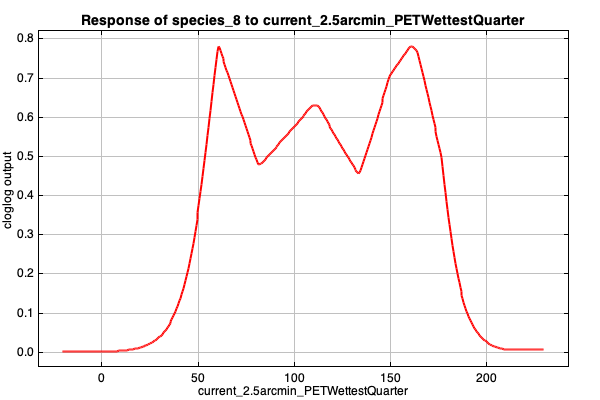 Response of species_8 to current_2.5arcmin_PETWettestQuarter
0.8
0.7
0.6
0.5
0.4
0.3
0.2
0.1
0.0
cloglog output
0 50 100 150 200
current_2.5arcmin_PETWettestQuarter